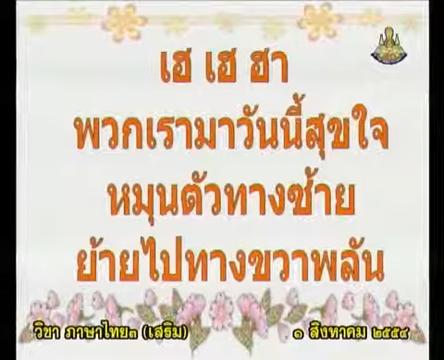 เฮ เฮ ฮา
พวกเรามาวันนี้สุขใจ
หมุนตัวทางซ้าย
ย้ายไปทางขวาพลัน
วิชา ภาษาไทย๓ (เสริม)
๑ สิงหาคม ๒๕๕๔